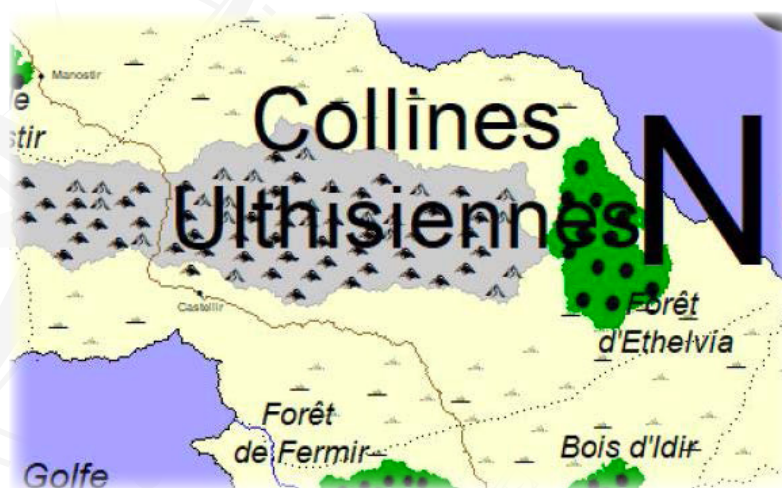 Manostir
Collines
Ulthisiennes
N
Castellir
Forêt
d'Ethelvia
Forêt
de Fermir
Bois d'Idir
Golfe